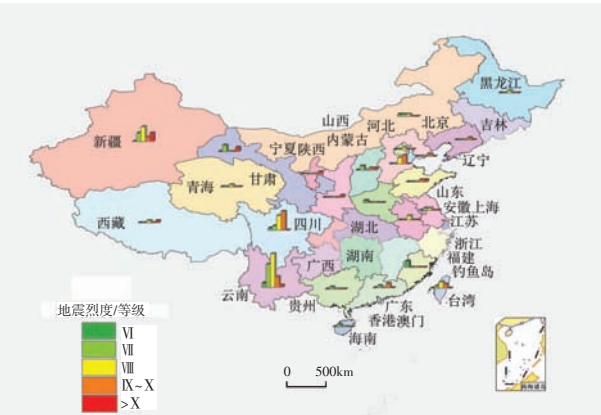 黑龙江
吉林
辽宁
北京
河北
山西
内蒙古
宁夏陕西
新疆
青海
甘肃
西藏
四川
山东
安徽上海
江苏
湖北
浙江
福建
钓鱼岛
湖南
广西
云南
贵州
广东
台湾
香港澳门
海南
地震烈度/等级
Ⅵ
Ⅶ
Ⅷ
Ⅸ~Ⅹ
>Ⅹ
0 500km